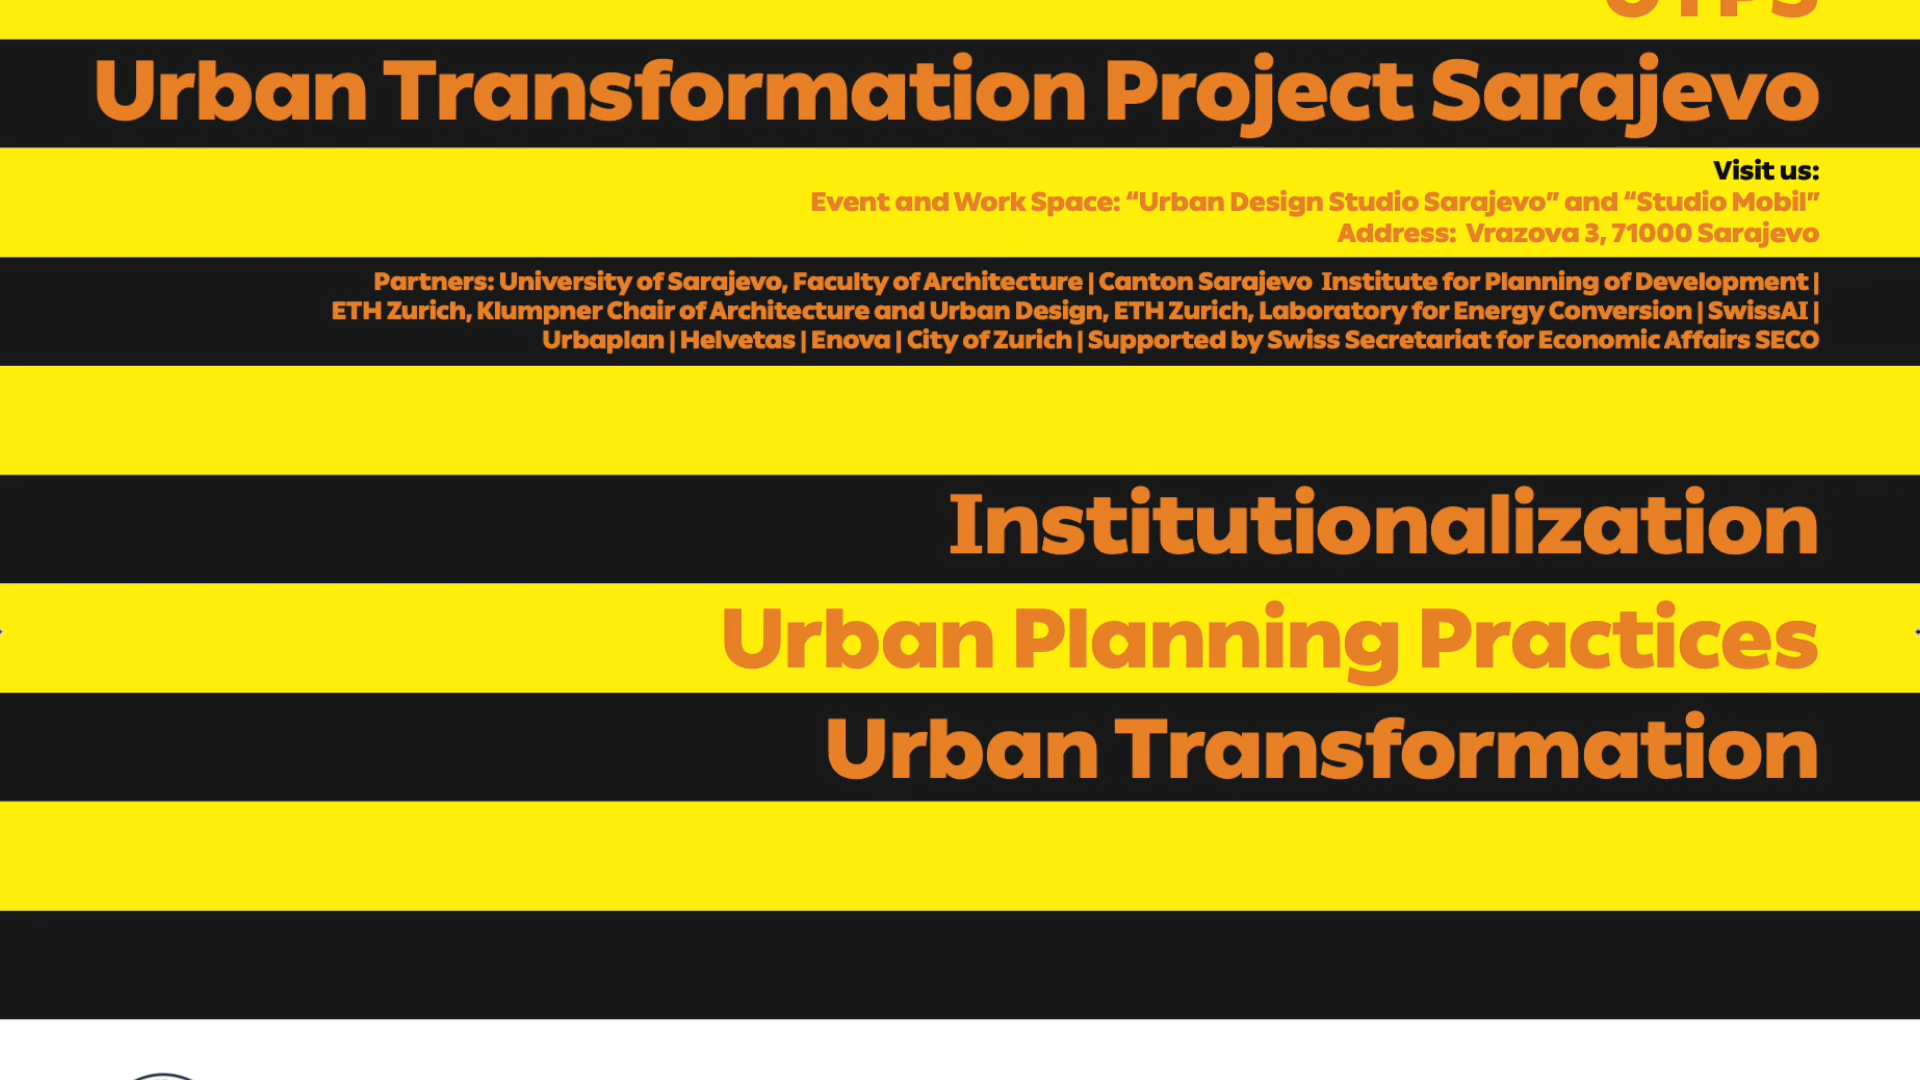 UTPS
Urban Transformation Project Sarajevo
Visit us:
Event and Work Space: “Urban Design Studio Sarajevo” and “Studio Mobil”
Address:  Vrazova 3, 71000 Sarajevo
Partners: University of Sarajevo, Faculty of Architecture | Canton Sarajevo  Institute for Planning of Development |
ETH Zurich, Klumpner Chair of Architecture and Urban Design, ETH Zurich, Laboratory for Energy Conversion | SwissAI |
Urbaplan | Helvetas | Enova | City of Zurich | Supported by Swiss Secretariat for Economic Affairs SECO
Institutionalization
Urban Planning Practices
Urban Transformation